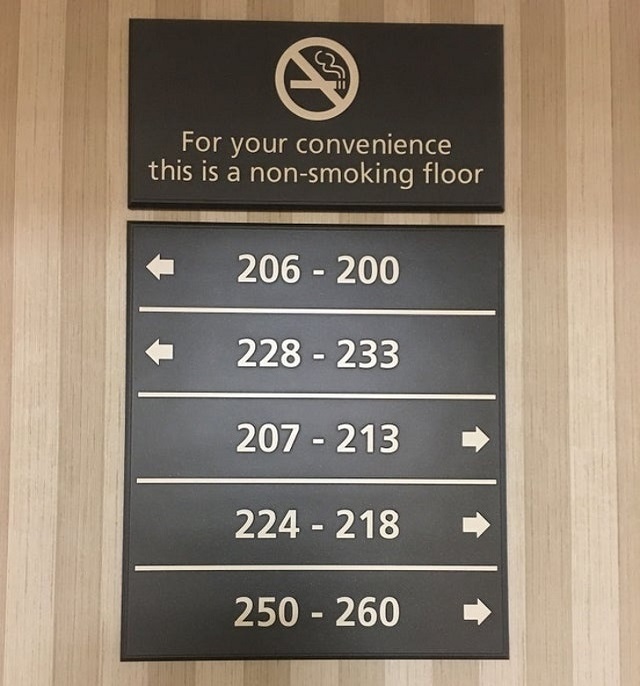 For your convenience
this is a non-smoking floor
206 - 200
228 - 233
207 - 213
224 - 218
250 - 260